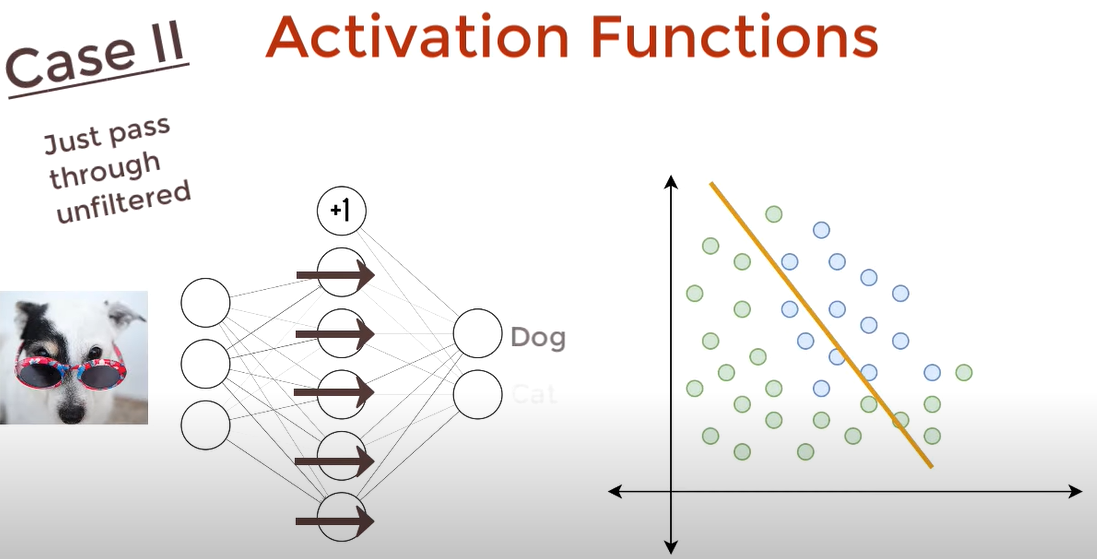 Case II
Activation Functions
Just pass
through
unfiltered
+1
Dog
Cat